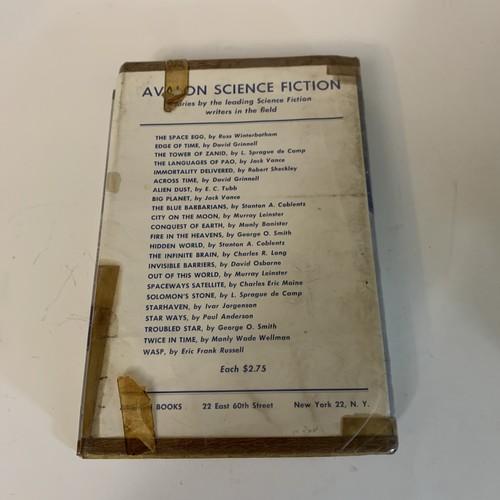 AVALON SCIENCE FICTION
Stories by the leading Science Fiction
writers in the field
THE SPACE EGG, by Russ Winterbotham
EDGE OF TIME, by David Grinnell
THE TOWER OF ZANID, by L. Sprague de Camp
THE LANGUAGES OF PAO, by Jack Vance
IMMORTALITY DELIVERED, by Robert Sheckley
ACROSS TIME, by David Grinnell
ALIEN DUST, by E. C. Tubb
BIG PLANET, by Jack Vance
THE BLUE BARBARIANS, by Stanton A. Coblentz
CITY ON THE MOON, by Murray Leinster
CONQUEST OF EARTH, by Manly Banister
FIRE IN THE HEAVENS, by George O. Smith
HIDDEN WORLD, by Stanton A. Coblentz
THE INFINITE BRAIN, by Charles R. Long
INVISIBLE BARRIERS, by David Osborne
OUT OF THIS WORLD, by Murray Leinster
SPACEWAYS SATELLITE, by Charles Eric Maine
SOLOMON'S STONE, by L. Sprague de Camp
STARHAVEN, by Ivar Jorgenson
STAR WAYS, by Poul Anderson
TROUBLED STAR, by George O. Smith
TWICE IN TIME, by Manly Wade Wellman
WASP, by Eric Frank Russell
Each $2.75
AVALON BOOKS 22 East 60th Street New York 22, N. Y.